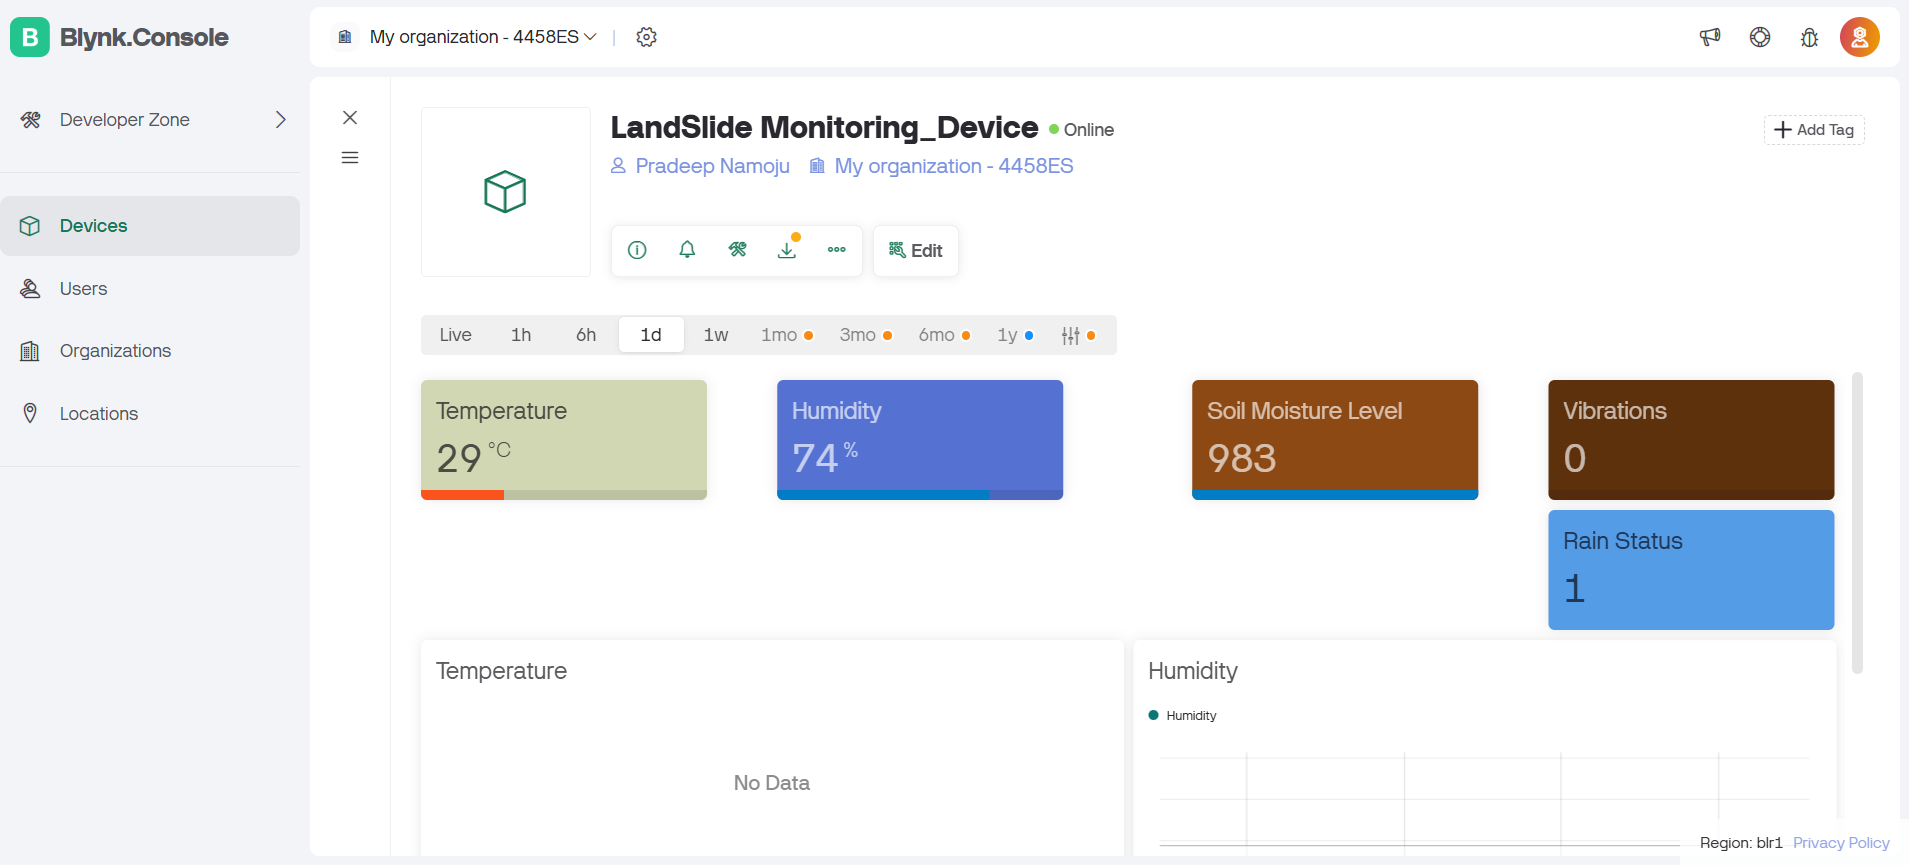 B Blynk.Console
My organization - 4458ES
Developer Zone
Devices
Users
Organizations
Locations
LandSlide Monitoring_Device Online
Add Tag
Pradeep Namoju My organization - 4458ES
Edit
Live 1h 6h 1d 1w 1mo 3mo 6mo 1y
Temperature
29 °C
Humidity
74 %
Soil Moisture Level
983
Vibrations
0
Rain Status
1
Temperature
No Data
Humidity
Humidity
Region: blr1 Privacy Policy